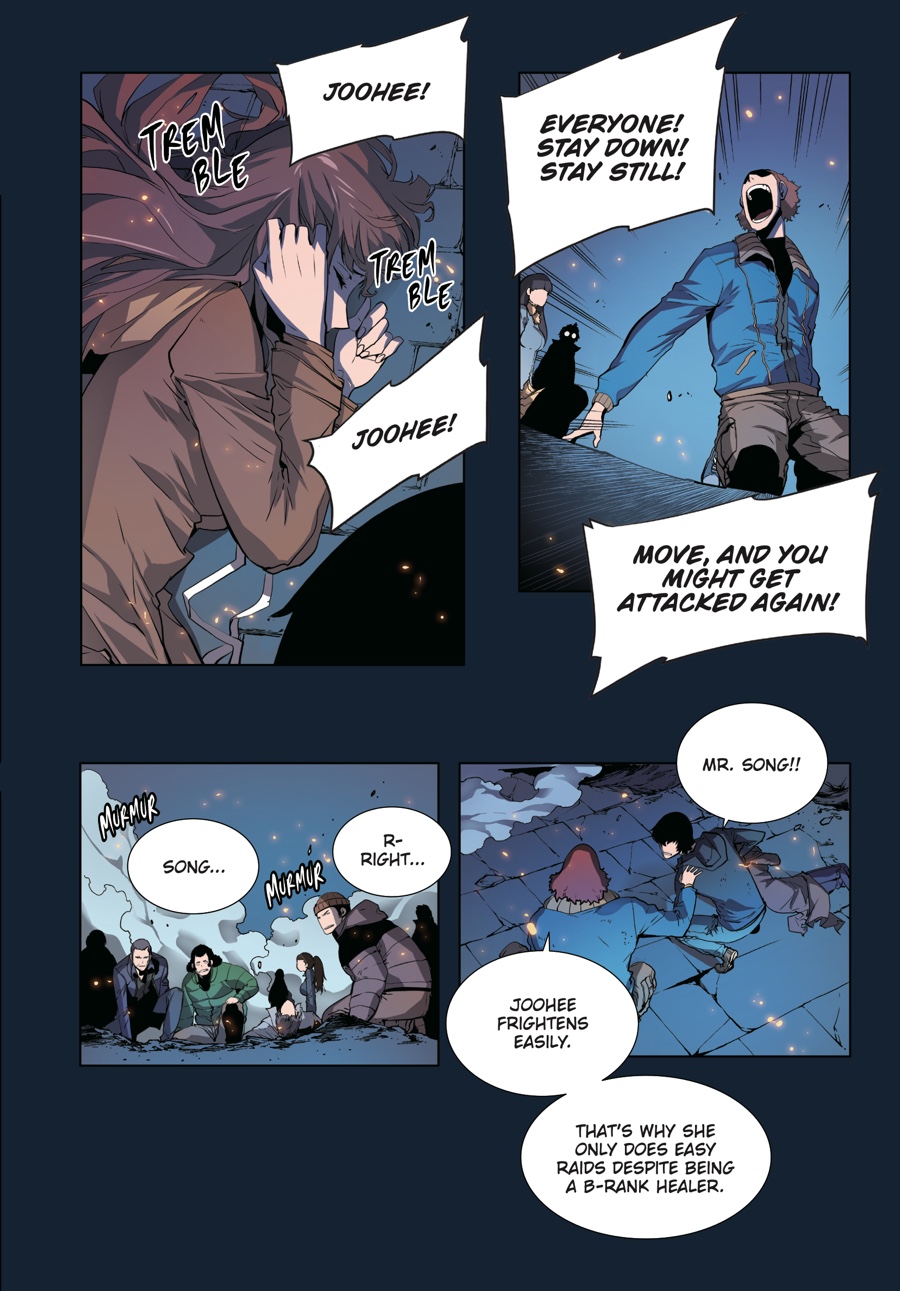 JOOHEE!
TREM
BLE
TREM
BLE
JOOHEE!
EVERYONE!
STAY DOWN!
STAY STILL!
MOVE, AND YOU
MIGHT GET
ATTACKED AGAIN!
MURMUR
SONG...
MURMUR
R-
RIGHT...
MR. SONG!!
JOOHEE
FRIGHTENS
EASILY.
THAT'S WHY SHE
ONLY DOES EASY
RAIDS DESPITE BEING
A B-RANK HEALER.